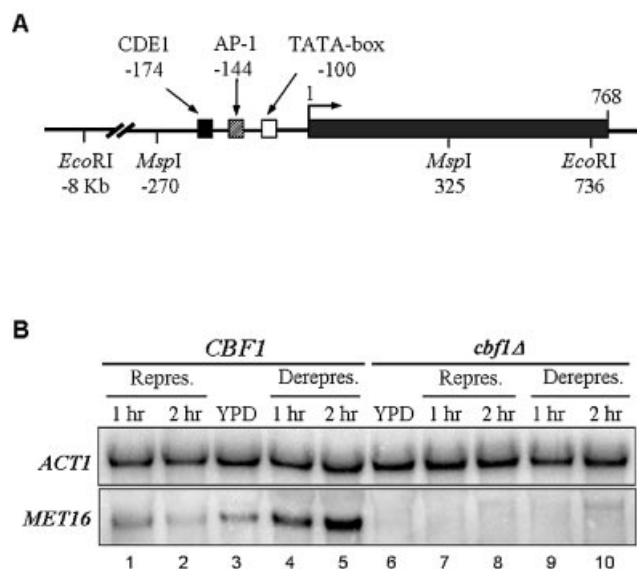 A
CDE1 AP-1 TATA-box
-174 -144 -100
1 768
EcoRI MspI MspI EcoRI
-8 Kb -270 325 736
B
CBF1 cbf1Δ
Repres. Derepres. Repres. Derepres.
1 hr 2 hr YPD 1 hr 2 hr YPD 1 hr 2 hr 1 hr 2 hr
ACT1
MET16
1 2 3 4 5 6 7 8 9 10